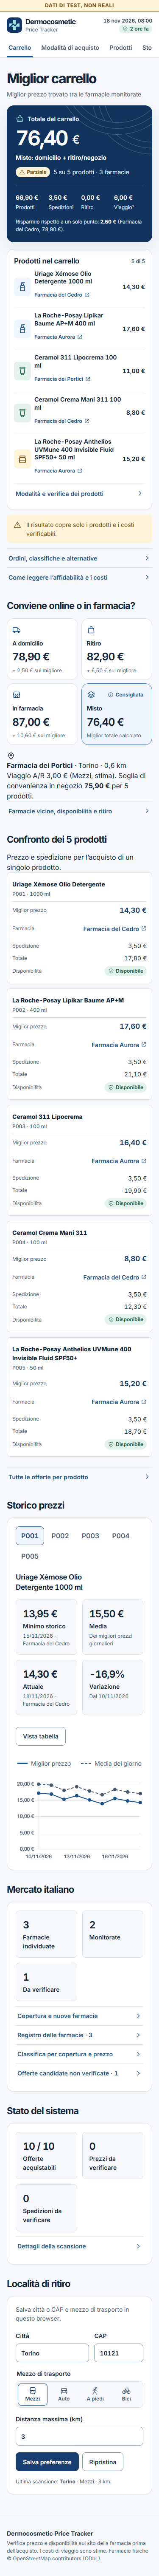 DATI DI TEST, NON REALI
Dermocosmetic
Price Tracker
18 nov 2026, 08:00
2 ore fa
Carrello Modalità di acquisto Prodotti Sto
Miglior carrello
Miglior prezzo trovato tra le farmacie monitorate
Totale del carrello
76,40 €
Misto: domicilio + ritiro/negozio
Parziale 5 su 5 prodotti · 3 farmacie
66,90 € 3,50 € 0,00 € 6,00 €
Prodotti Spedizioni Ritiro Viaggio¹
Risparmio rispetto a un solo punto: 2,50 € (Farmacia
del Cedro, 78,90 €).
Prodotti nel carrello 5 di 5
Uriage Xémose Olio
Detergente 1000 ml
14,30 €
Farmacia del Cedro
La Roche-Posay Lipikar
Baume AP+M 400 ml
17,60 €
Farmacia Aurora
Ceramol 311 Lipocrema 100
ml
11,00 €
Farmacia dei Portici
Ceramol Crema Mani 311 100
ml
8,80 €
Farmacia del Cedro
La Roche-Posay Anthelios
UVMune 400 Invisible Fluid
SPF50+ 50 ml
15,20 €
Farmacia Aurora
Modalità e verifica dei prodotti
Il risultato copre solo i prodotti e i costi
verificabili.
Ordini, classifiche e alternative
Come leggere l'affidabilità e i costi
Conviene online o in farmacia?
A domicilio
78,90 €
+ 2,50 € sul migliore
Ritiro
82,90 €
+ 6,50 € sul migliore
In farmacia
87,00 €
+ 10,60 € sul migliore
Consigliata
Misto
76,40 €
Miglior totale calcolato
Farmacia dei Portici · Torino · 0,6 km
Viaggio A/R 3,00 € (Mezzi, stima). Soglia di
convenienza in negozio 75,90 € per 5
prodotti.
Farmacie vicine, disponibilità e ritiro
Confronto dei 5 prodotti
Prezzo e spedizione per l'acquisto di un
singolo prodotto.
Uriage Xémose Olio Detergente
P001 · 1000 ml
Miglior prezzo 14,30 €
Farmacia Farmacia del Cedro
Spedizione 3,50 €
Totale 17,80 €
Disponibilità Disponibile
La Roche-Posay Lipikar Baume AP+M
P002 · 400 ml
Miglior prezzo 17,60 €
Farmacia Farmacia Aurora
Spedizione 3,50 €
Totale 21,10 €
Disponibilità Disponibile
Ceramol 311 Lipocrema
P003 · 100 ml
Miglior prezzo 16,40 €
Farmacia Farmacia Aurora
Spedizione 3,50 €
Totale 19,90 €
Disponibilità Disponibile
Ceramol Crema Mani 311
P004 · 100 ml
Miglior prezzo 8,80 €
Farmacia Farmacia del Cedro
Spedizione 3,50 €
Totale 12,30 €
Disponibilità Disponibile
La Roche-Posay Anthelios UVMune 400
Invisible Fluid SPF50+
P005 · 50 ml
Miglior prezzo 15,20 €
Farmacia Farmacia Aurora
Spedizione 3,50 €
Totale 18,70 €
Disponibilità Disponibile
Tutte le offerte per prodotto
Storico prezzi
P001 P002 P003 P004
P005
Uriage Xémose Olio
Detergente 1000 ml
13,95 €
Minimo storico
15/11/2026 ·
Farmacia del Cedro
15,50 €
Media
Dei migliori prezzi
giornalieri
14,30 €
Attuale
18/11/2026 ·
Farmacia del Cedro
-16,9%
Variazione
Dal 10/11/2026
Vista tabella
Miglior prezzo Media del giorno
20,00 €
15,00 €
10,00 €
5,00 €
0,00 €
10/11/2026 13/11/2026 16/11/2026
Mercato italiano
3
Farmacie
individuate
2
Monitorate
1
Da verificare
Copertura e nuove farmacie
Registro delle farmacie · 3
Classifica per copertura e prezzo
Offerte candidate non verificate · 1
Stato del sistema
10 / 10
Offerte
acquistabili
0
Prezzi da
verificare
0
Spedizioni da
verificare
Dettagli della scansione
Località di ritiro
Salva città o CAP e mezzo di trasporto in
questo browser.
Città CAP
Torino 10121
Mezzo di trasporto
Mezzi Auto A piedi Bici
Distanza massima (km)
3
Salva preferenze Ripristina
Ultima scansione: Torino · Mezzi · 3 km.
Dermocosmetic Price Tracker
Verifica prezzo e disponibilità sul sito della farmacia prima
dell'acquisto. I costi di viaggio sono stime. Farmacie fisiche
© OpenStreetMap contributors (ODbL).